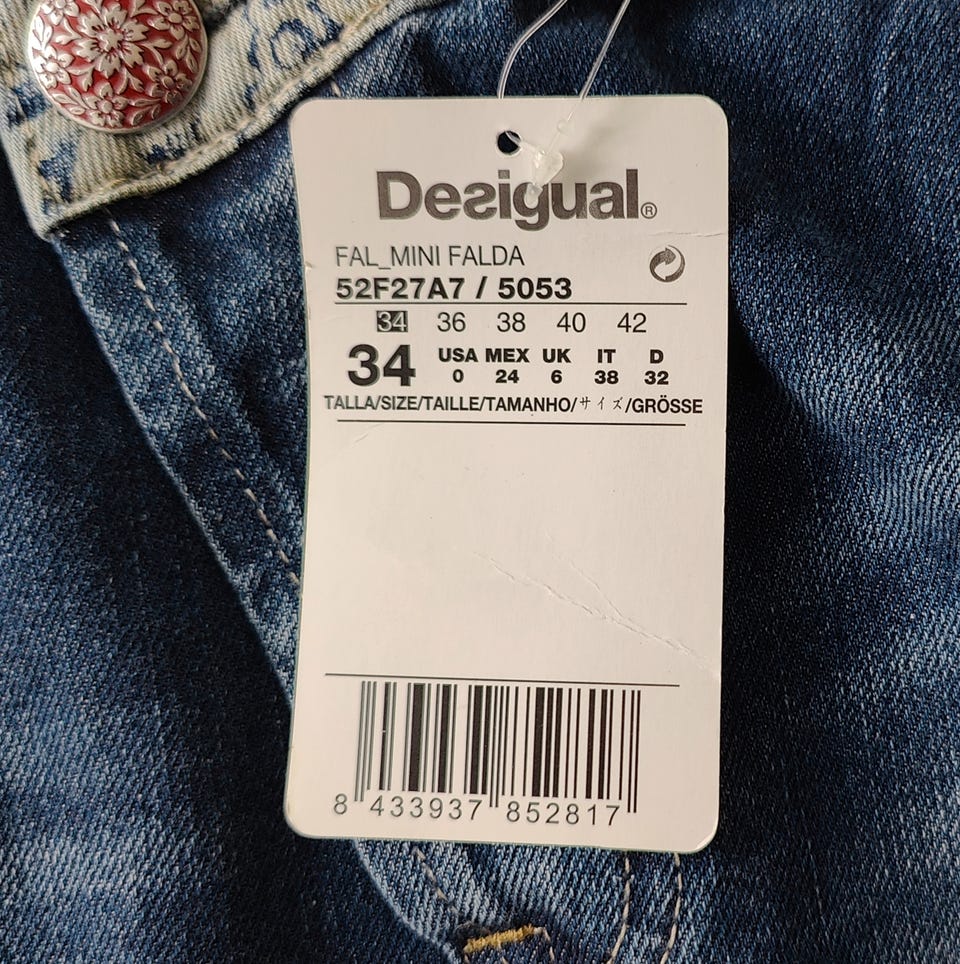 Desigual®
FAL_MINI FALDA
52F27A7 / 5053
34 36 38 40 42
34 USA MEX UK IT D
0 24 6 38 32
TALLA/SIZE/TAILLE/TAMANHO/サイズ/GRÖSSE
8 433937 852817